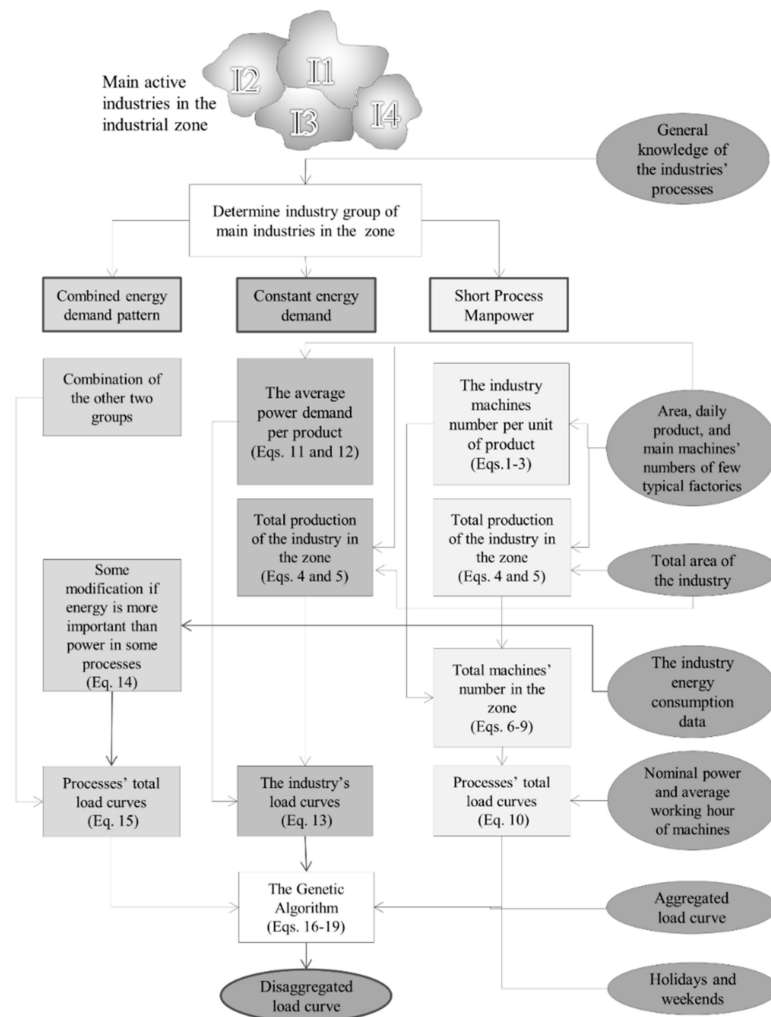 I2
I1
I3
I4
Main active
industries in the
industrial zone
General
knowledge of
the industries’
processes
Determine industry group of
main industries in the zone
Combined energy
demand pattern
Constant energy
demand
Short Process
Manpower
Combination of
the other two
groups
The average
power demand
per product
(Eqs. 11 and 12)
The industry
machines
number per unit
of product
(Eqs.1-3)
Area, daily
product, and
main machines’
numbers of few
typical factories
Total production
of the industry in
the zone
(Eqs. 4 and 5)
Total production
of the industry in
the zone
(Eqs. 4 and 5)
Total area of
the industry
Some
modification if
energy is more
important than
power in some
processes
(Eq. 14)
Total machines’
number in the
zone
(Eqs. 6-9)
The industry
energy
consumption
data
Processes’ total
load curves
(Eq. 15)
The industry’s
load curves
(Eq. 13)
Processes’ total
load curves
(Eq. 10)
Nominal power
and average
working hour
of machines
The Genetic
Algorithm
(Eqs. 16-19)
Aggregated
load curve
Disaggregated
load curve
Holidays and
weekends